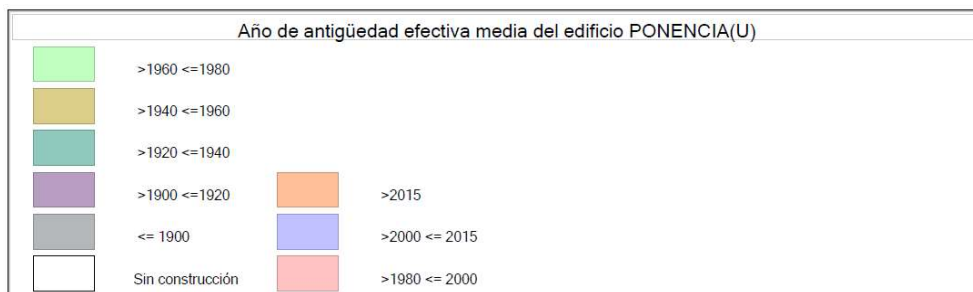 Año de antigüedad efectiva media del edificio PONENCIA(U)
>1960 <=1980
>1940 <=1960
>1920 <=1940
>1900 <=1920
<= 1900
Sin construcción
>2015
>2000 <= 2015
>1980 <= 2000